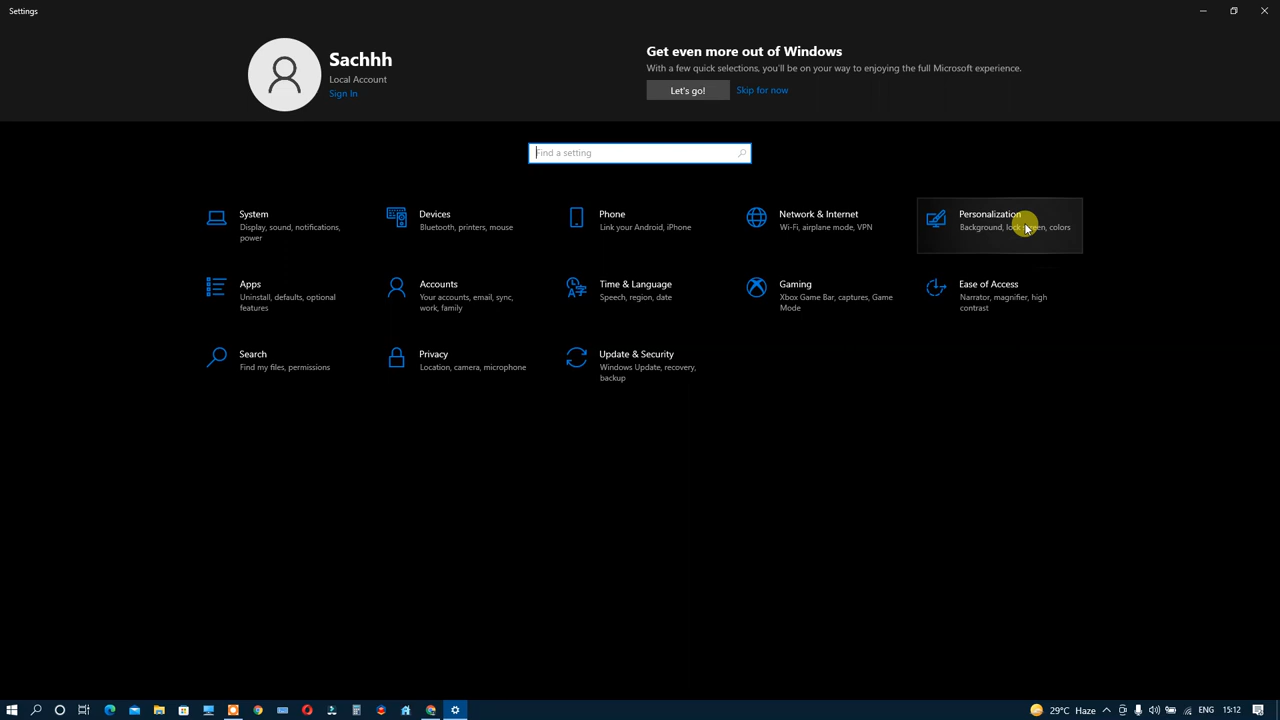 Settings
Sachhh
Local Account
Sign In
Get even more out of Windows
With a few quick selections, you'll be on your way to enjoying the full Microsoft experience.
Let's go!
Skip for now
Find a setting
System
Display, sound, notifications,
power
Devices
Bluetooth, printers, mouse
Phone
Link your Android, iPhone
Network & Internet
Wi-Fi, airplane mode, VPN
Personalization
Background, lock screen, colors
Apps
Uninstall, defaults, optional
features
Accounts
Your accounts, email, sync,
work, family
Time & Language
Speech, region, date
Gaming
Xbox Game Bar, captures, Game
Mode
Ease of Access
Narrator, magnifier, high
contrast
Search
Find my files, permissions
Privacy
Location, camera, microphone
Update & Security
Windows Update, recovery,
backup
29°C Haze ENG 15:12